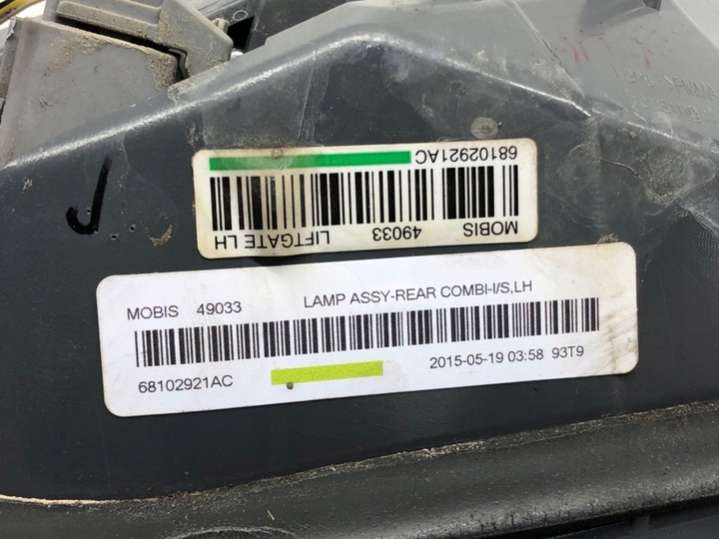 68102921AC
MOBIS 49033 LIFTGATE LH
MOBIS 49033 LAMP ASSY-REAR COMBI-I/S,LH
68102921AC 2015-05-19 03:58 93T9